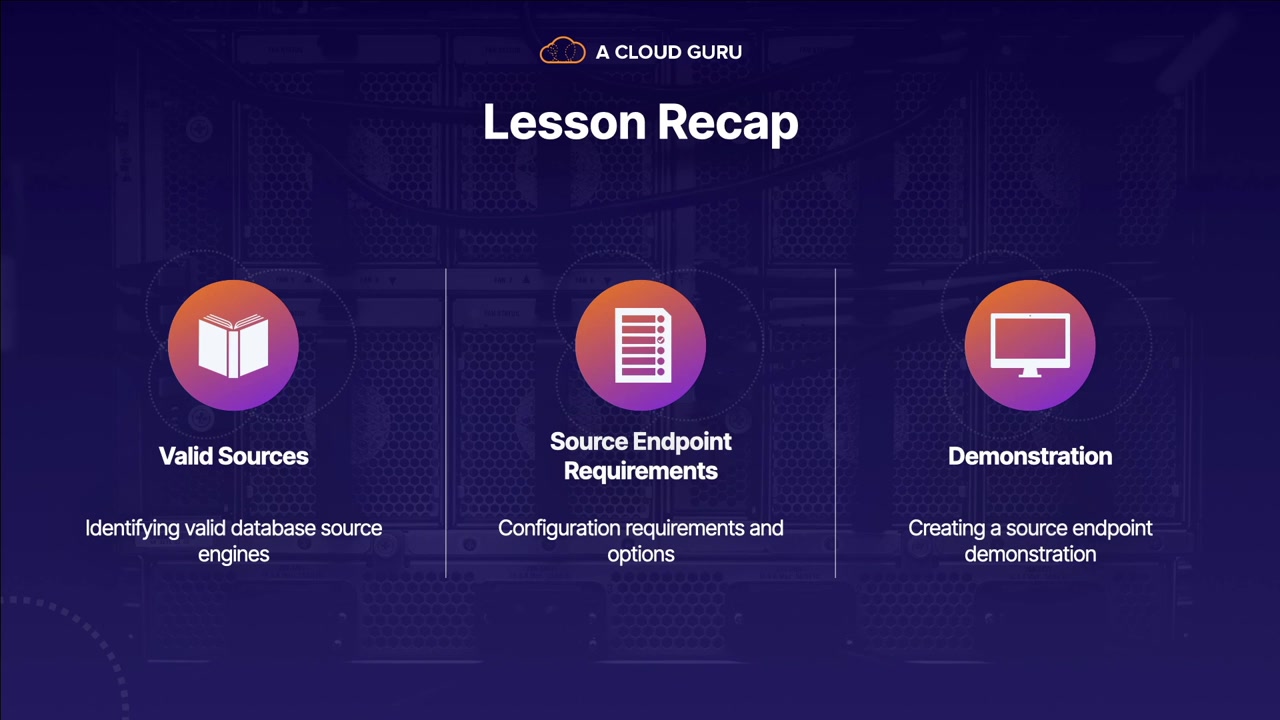 A CLOUD GURU
Lesson Recap
Valid Sources
Identifying valid database source
engines
Source Endpoint
Requirements
Configuration requirements and
options
Demonstration
Creating a source endpoint
demonstration